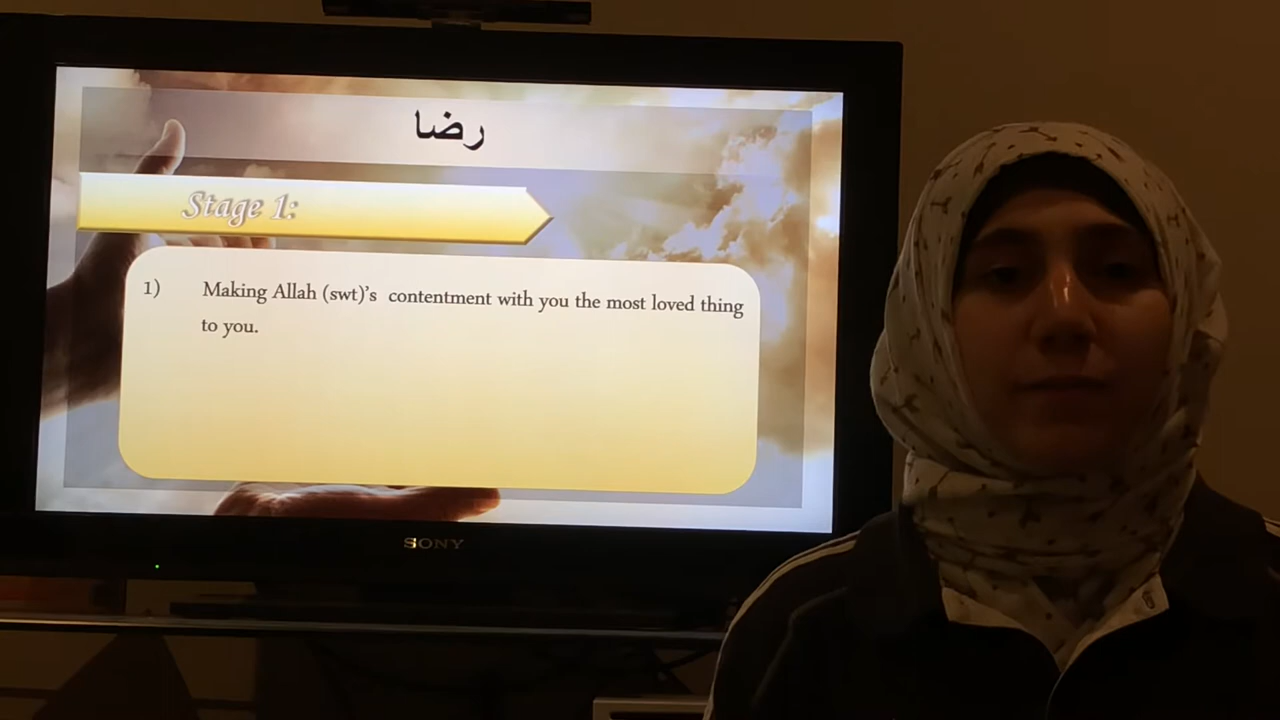 رضا
Stage 1:
1) Making Allah (swt)'s contentment with you the most loved thing
to you.
SONY